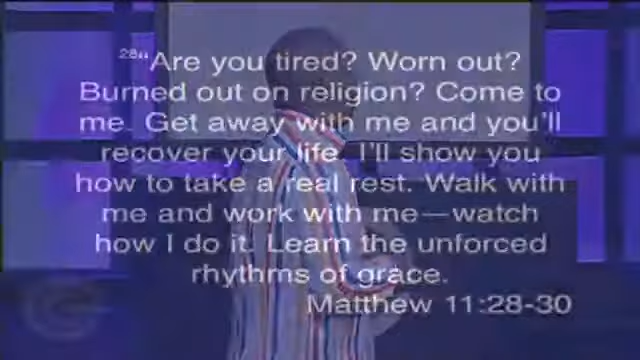 28“Are you tired? Worn out?
Burned out on religion? Come to
me. Get away with me and you'll
recover your life. I'll show you
how to take a real rest. Walk with
me and work with me—watch
how I do it. Learn the unforced
rhythms of grace.
Matthew 11:28-30